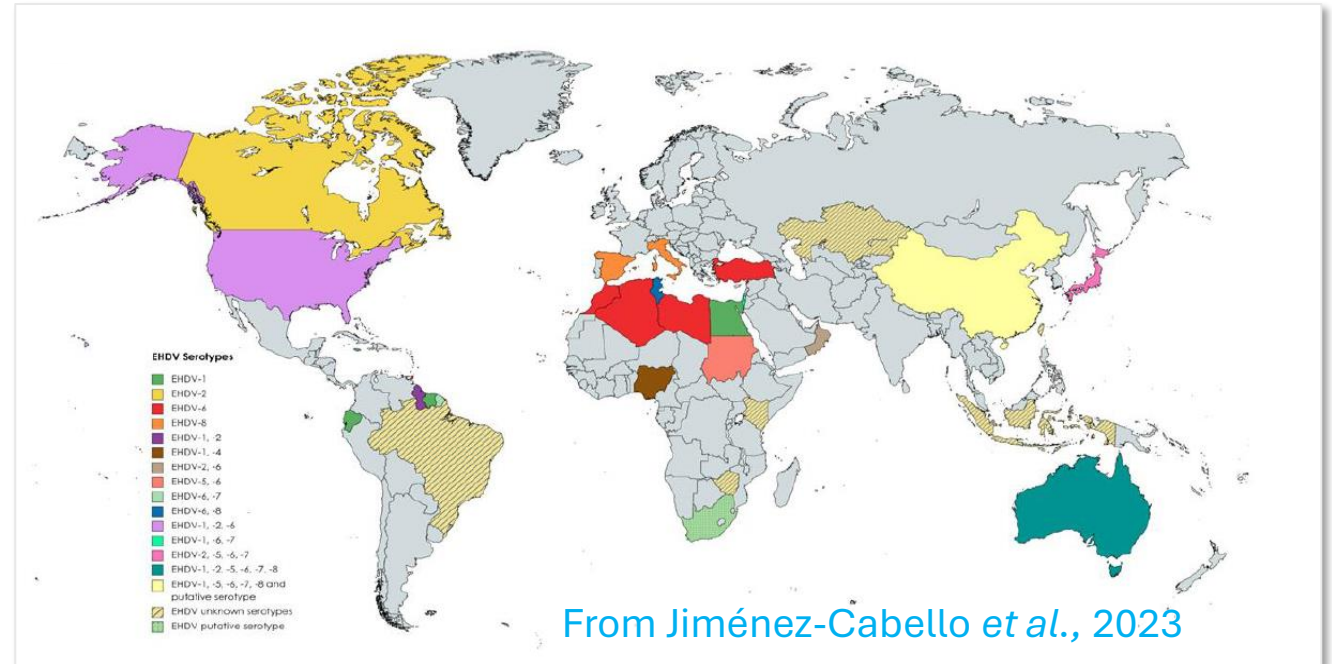 EHDV Serotypes
EHDV-1
EHDV-2
EHDV-6
EHDV-8
EHDV-1, -2
EHDV-1, -4
EHDV-2, -6
EHDV-5, -6
EHDV-6, -7
EHDV-6, -8
EHDV-1, -2, -6
EHDV-1, -6, -7
EHDV-2, -5, -6, -7
EHDV-1, -2, -5, -6, -7, -8
EHDV-1, -5, -6, -7, -8 and
putative serotype
EHDV unknown serotypes
EHDV putative serotype
From Jiménez-Cabello et al., 2023